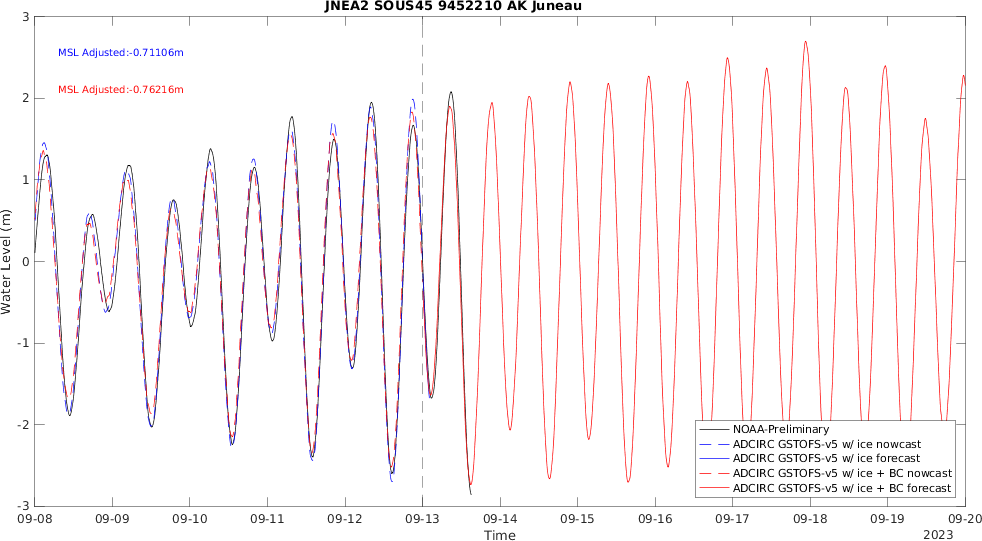 JNEA2 SOUS45 9452210 AK Juneau
MSL Adjusted:-0.71106m
MSL Adjusted:-0.76216m
3
2
1
0
-1
-2
-3
Water Level (m)
NOAA-Preliminary
ADCIRC GSTOFS-v5 w/ ice nowcast
ADCIRC GSTOFS-v5 w/ ice forecast
ADCIRC GSTOFS-v5 w/ ice + BC nowcast
ADCIRC GSTOFS-v5 w/ ice + BC forecast
09-08 09-09 09-10 09-11 09-12 09-13 09-14 09-15 09-16 09-17 09-18 09-19 09-20
Time
2023